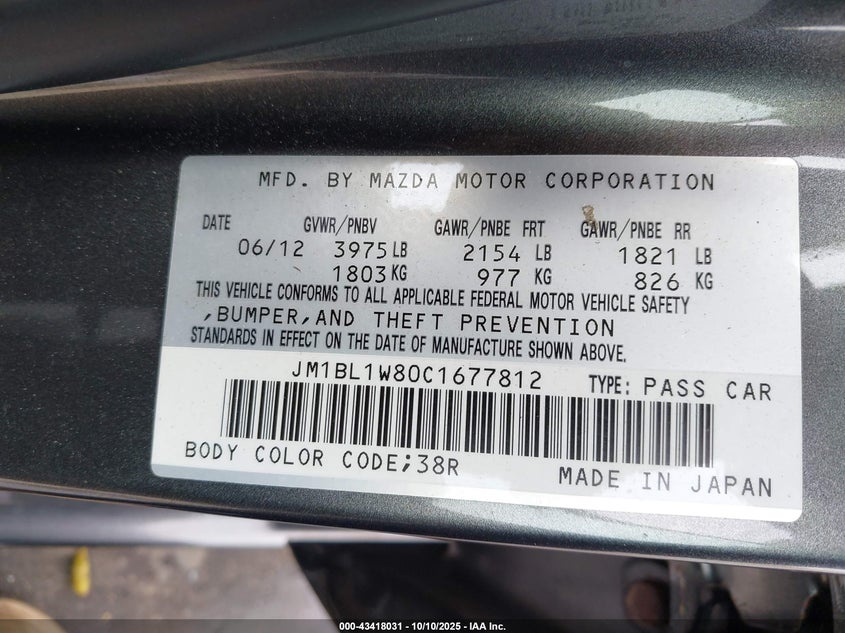 MFD. BY MAZDA MOTOR CORPORATION
DATE GVWR/PNBV GAWR/PNBE FRT GAWR/PNBE RR
06/12 3975 LB 2154 LB 1821 LB
1803 KG 977 KG 826 KG
THIS VEHICLE CONFORMS TO ALL APPLICABLE FEDERAL MOTOR VEHICLE SAFETY
,BUMPER,AND THEFT PREVENTION
STANDARDS IN EFFECT ON THE DATE OF MANUFACTURE SHOWN ABOVE.
JM1BL1W80C1677812 TYPE: PASS CAR
BODY COLOR CODE;38R MADE IN JAPAN
000-43418031 - 10/10/2025 - IAA Inc.